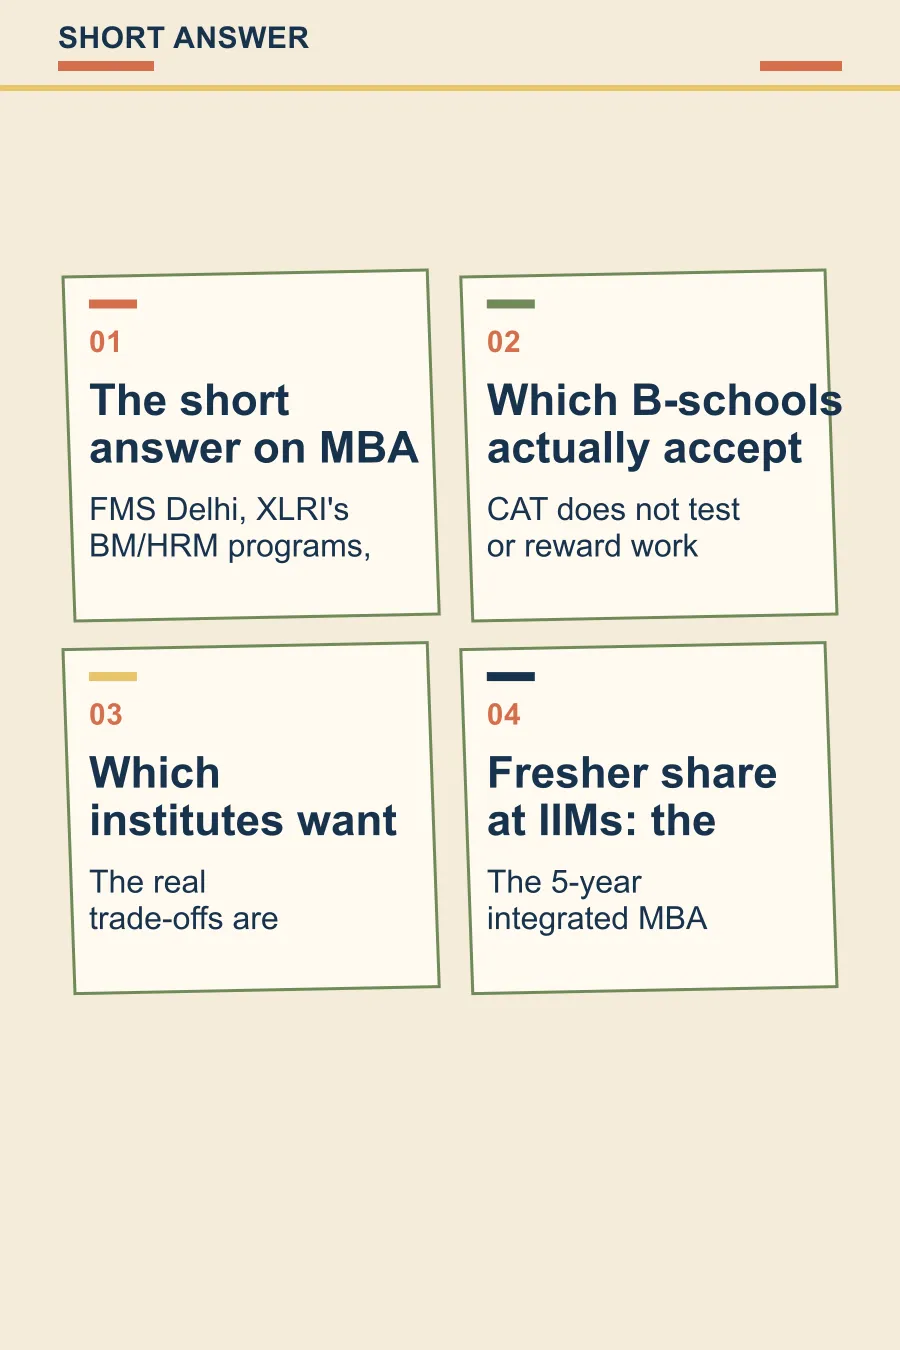 SHORT ANSWER
01
The short
answer on MBA
FMS Delhi, XLRI's
BM/HRM programs,
02
Which B-schools
actually accept
CAT does not test
or reward work
03
Which
institutes want
The real
trade-offs are
04
Fresher share
at IIMs: the
The 5-year
integrated MBA